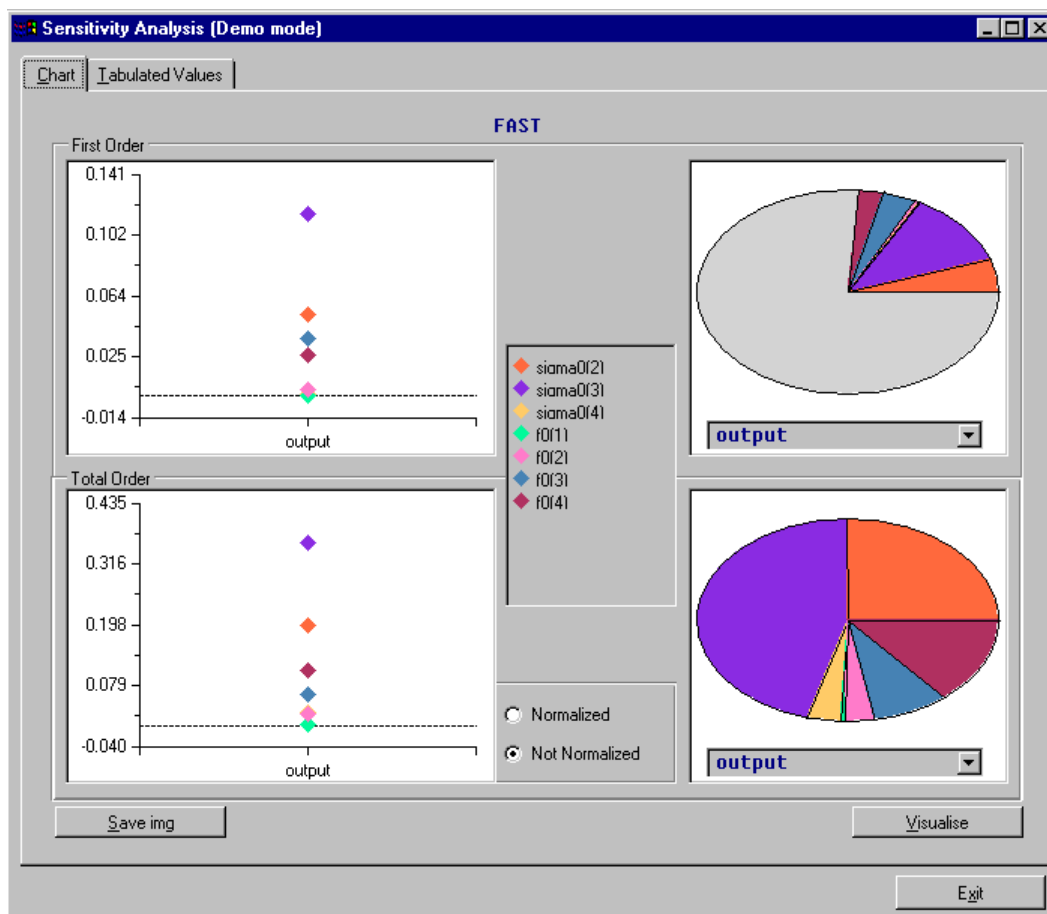 Sensitivity Analysis (Demo mode)
Chart
Tabulated Values
FAST
First Order
0.141
0.102
0.064
0.025
-0.014
output
output
sigma0(2)
sigma0(3)
sigma0(4)
f0(1)
f0(2)
f0(3)
f0(4)
Total Order
0.435
0.316
0.198
0.079
-0.040
output
Normalized
Not Normalized
output
Save img
Visualise
Exit